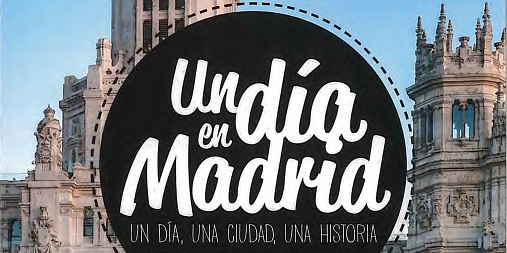 Un día
en
Madrid
UN DÍA, UNA CIUDAD, UNA HISTORIA